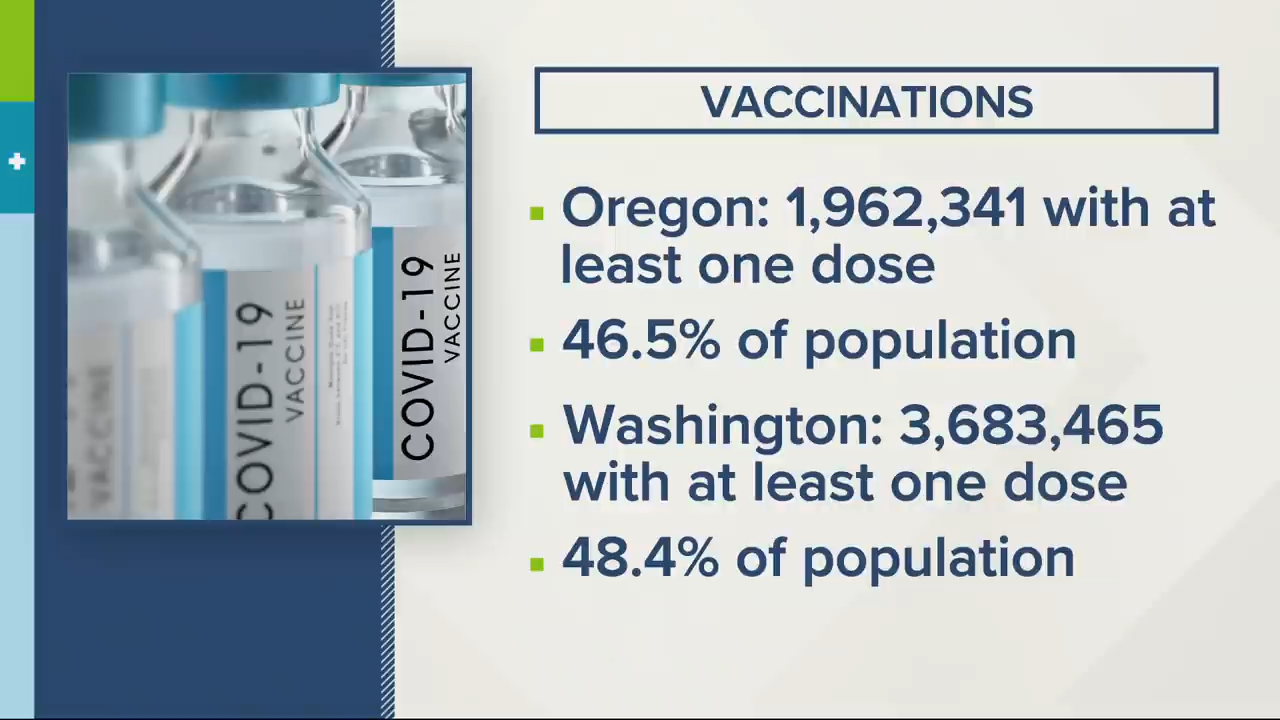 VACCINATIONS
Oregon: 1,962,341 with at
least one dose
46.5% of population
Washington: 3,683,465
with at least one dose
48.4% of population
VACCINE
COVID-19
VACCINE
COVID-19
VACCINE